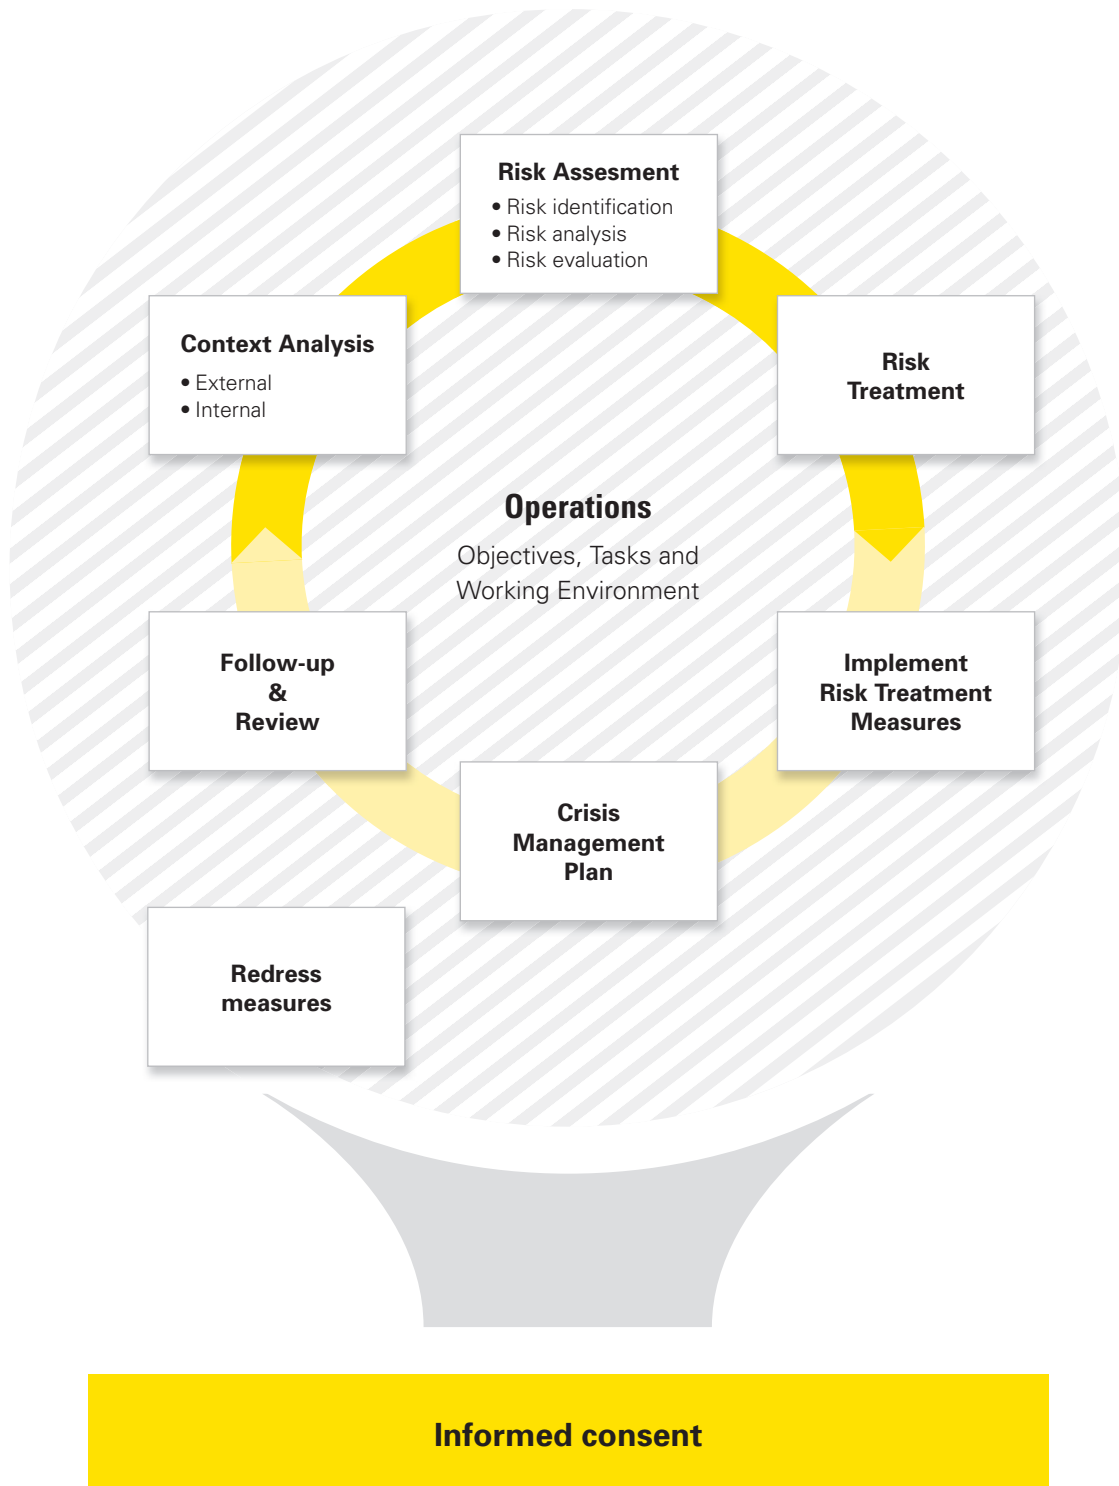 Risk Assesment
• Risk identification
• Risk analysis
• Risk evaluation
Context Analysis
• External
• Internal
Risk
Treatment
Operations
Objectives, Tasks and
Working Environment
Follow-up
&
Review
Implement
Risk Treatment
Measures
Crisis
Management
Plan
Redress
measures
Informed consent